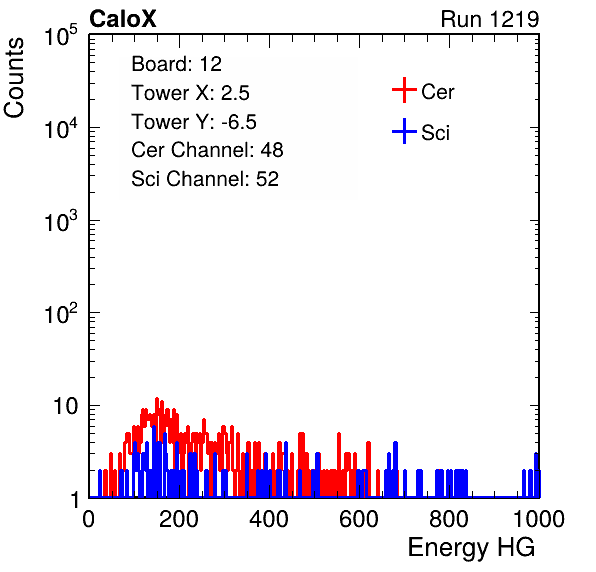 CaloX Run 1219
Counts
Board: 12
Tower X: 2.5
Tower Y: -6.5
Cer Channel: 48
Sci Channel: 52
Cer
Sci
10^5
10^4
10^3
10^2
10
1
0 200 400 600 800 1000
Energy HG